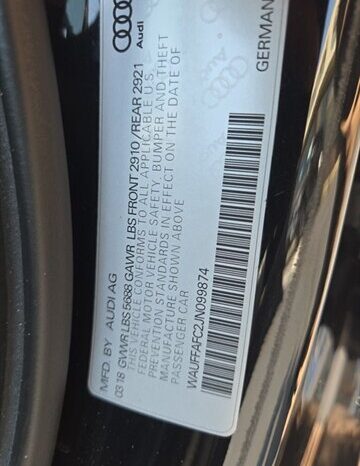 MFD. BY AUDI AG
03.18 GVWR LBS 5688 GAWR LBS FRONT 2910/REAR 2921
THIS VEHICLE CONFORMS TO ALL APPLICABLE U.S.
FEDERAL MOTOR VEHICLE SAFETY, BUMPER AND THEFT
PREVENTION STANDARDS IN EFFECT ON THE DATE OF
MANUFACTURE SHOWN ABOVE
PASSENGER CAR
WAUFFAFC2JN099874
Audi
GERMAN